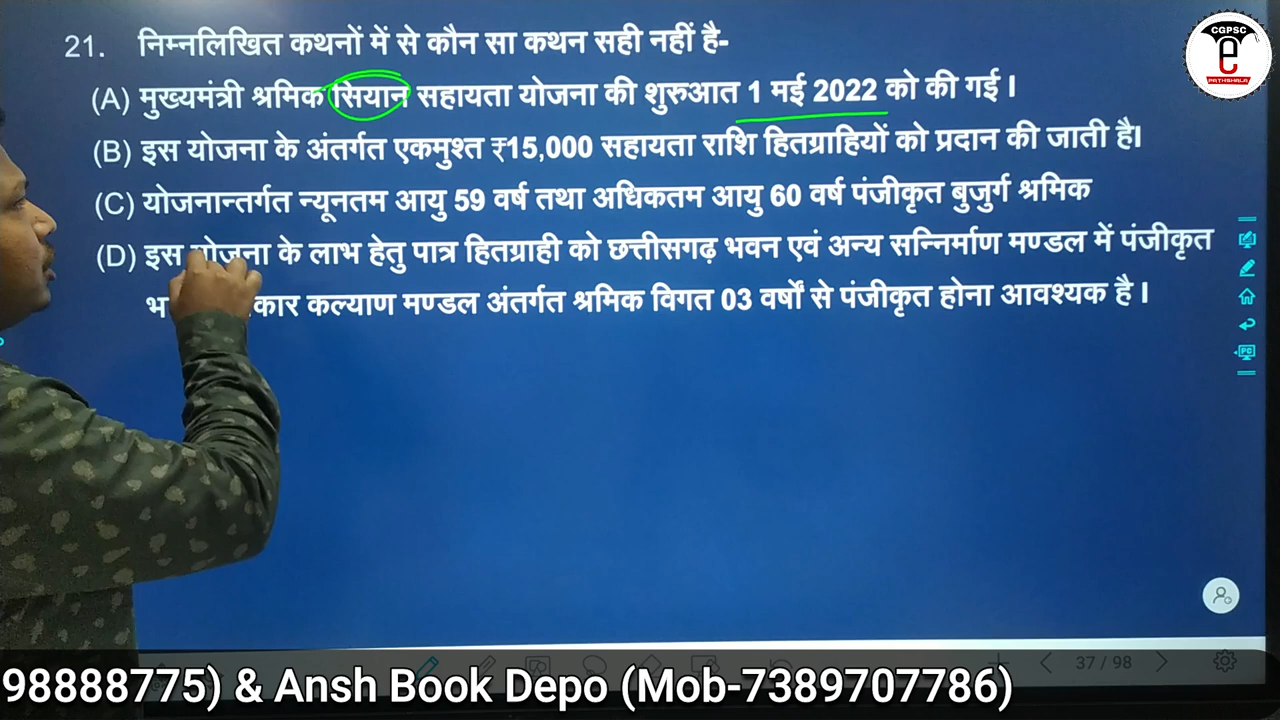 CGPSC
e
PATHSHALA
21. निम्नलिखित कथनों में से कौन सा कथन सही नहीं है-
(A) मुख्यमंत्री श्रमिक सियान सहायता योजना की शुरुआत 1 मई 2022 को की गई ।
(B) इस योजना के अंतर्गत एकमुश्त ₹15,000 सहायता राशि हितग्राहियों को प्रदान की जाती है।
(C) योजनान्तर्गत न्यूनतम आयु 59 वर्ष तथा अधिकतम आयु 60 वर्ष पंजीकृत बुजुर्ग श्रमिक
(D) इस योजना के लाभ हेतु पात्र हितग्राही को छत्तीसगढ़ भवन एवं अन्य सन्निर्माण मण्डल में पंजीकृत
कल्याण मण्डल अंतर्गत श्रमिक विगत 03 वर्षों से पंजीकृत होना आवश्यक है ।
37 / 98
98888775) & Ansh Book Depo (Mob-7389707786)